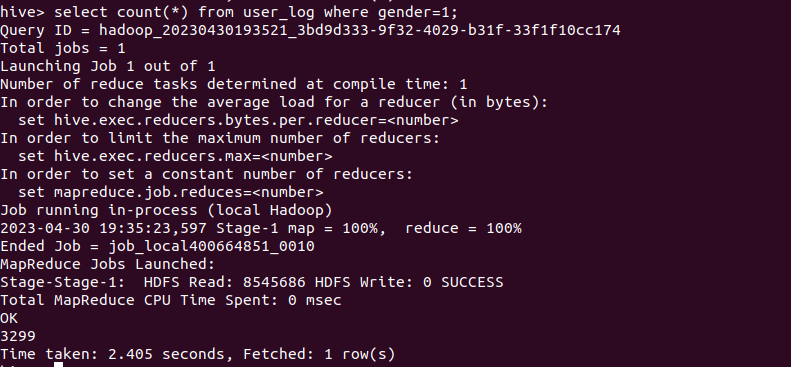 hive> select count(*) from user_log where gender=1;
Query ID = hadoop_20230430193521_3bd9d333-9f32-4029-b31f-33f1f10cc174
Total jobs = 1
Launching Job 1 out of 1
Number of reduce tasks determined at compile time: 1
In order to change the average load for a reducer (in bytes):
  set hive.exec.reducers.bytes.per.reducer=<number>
In order to limit the maximum number of reducers:
  set hive.exec.reducers.max=<number>
In order to set a constant number of reducers:
  set mapreduce.job.reduces=<number>
Job running in-process (local Hadoop)
2023-04-30 19:35:23,597 Stage-1 map = 100%,  reduce = 100%
Ended Job = job_local400664851_0010
MapReduce Jobs Launched:
Stage-Stage-1:  HDFS Read: 8545686 HDFS Write: 0 SUCCESS
Total MapReduce CPU Time Spent: 0 msec
OK
3299
Time taken: 2.405 seconds, Fetched: 1 row(s)